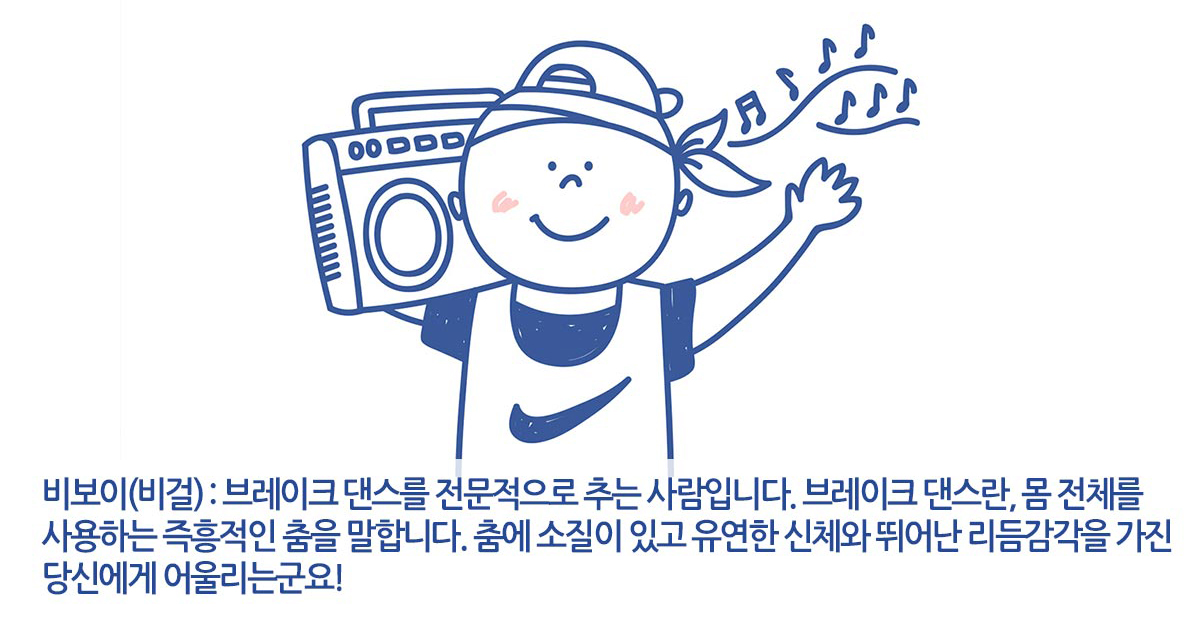 비보이(비걸) : 브레이크 댄스를 전문적으로 추는 사람입니다. 브레이크 댄스란, 몸 전체를
사용하는 즉흥적인 춤을 말합니다. 춤에 소질이 있고 유연한 신체와 뛰어난 리듬감각을 가진
당신에게 어울리는군요!